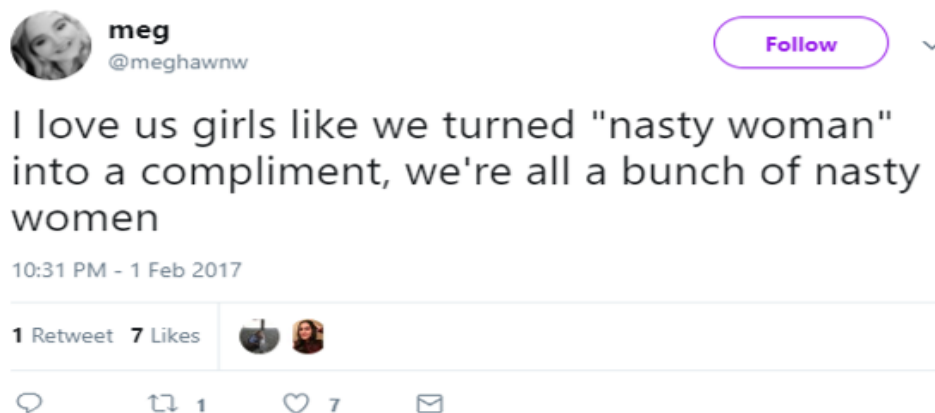 meg
@meghawnw
Follow
I love us girls like we turned "nasty woman"
into a compliment, we're all a bunch of nasty
women
10:31 PM - 1 Feb 2017
1 Retweet 7 Likes
1 7